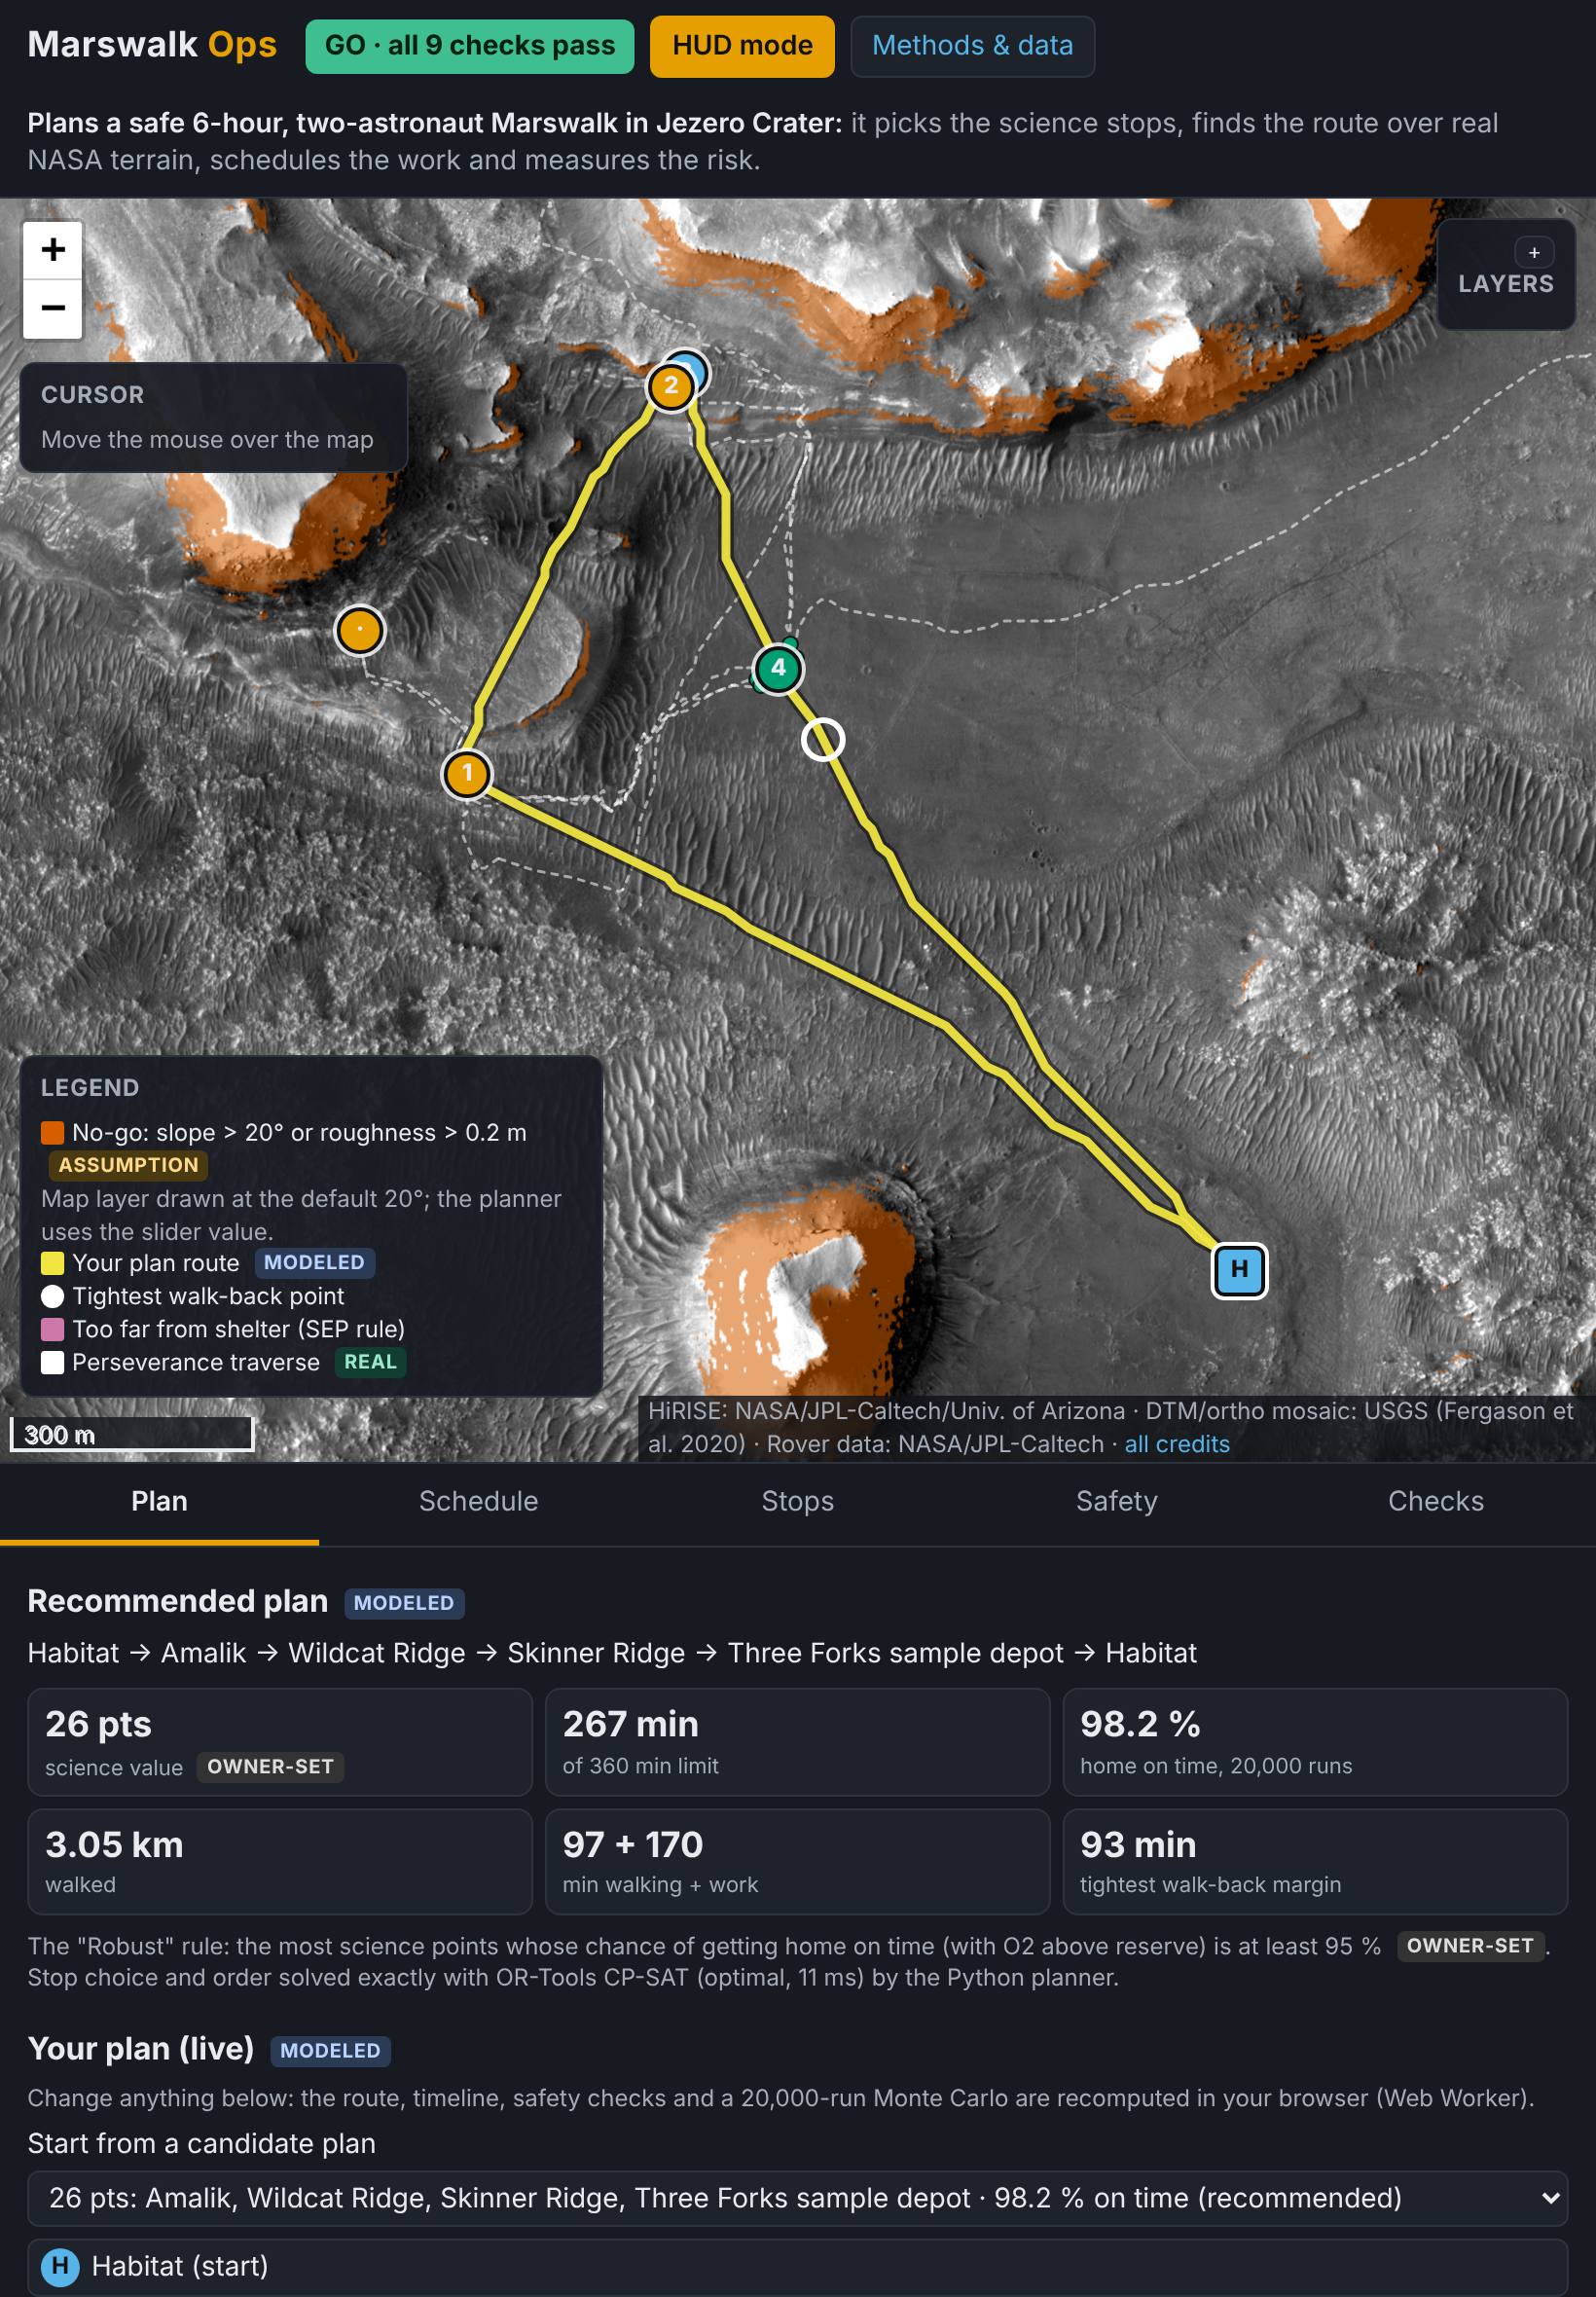 Marswalk Ops
GO · all 9 checks pass
HUD mode
Methods & data
Plans a safe 6-hour, two-astronaut Marswalk in Jezero Crater: it picks the science stops, finds the route over real
NASA terrain, schedules the work and measures the risk.
+
−
+
LAYERS
CURSOR
Move the mouse over the map
2
4
1
H
LEGEND
No-go: slope > 20° or roughness > 0.2 m
ASSUMPTION
Map layer drawn at the default 20°; the planner
uses the slider value.
Your plan route MODELED
Tightest walk-back point
Too far from shelter (SEP rule)
Perseverance traverse REAL
300 m
HiRISE: NASA/JPL-Caltech/Univ. of Arizona · DTM/ortho mosaic: USGS (Fergason et
al. 2020) · Rover data: NASA/JPL-Caltech · all credits
Plan
Schedule
Stops
Safety
Checks
Recommended plan MODELED
Habitat → Amalik → Wildcat Ridge → Skinner Ridge → Three Forks sample depot → Habitat
26 pts
science value OWNER-SET
267 min
of 360 min limit
98.2 %
home on time, 20,000 runs
3.05 km
walked
97 + 170
min walking + work
93 min
tightest walk-back margin
The "Robust" rule: the most science points whose chance of getting home on time (with O2 above reserve) is at least 95 % OWNER-SET .
Stop choice and order solved exactly with OR-Tools CP-SAT (optimal, 11 ms) by the Python planner.
Your plan (live) MODELED
Change anything below: the route, timeline, safety checks and a 20,000-run Monte Carlo are recomputed in your browser (Web Worker).
Start from a candidate plan
26 pts: Amalik, Wildcat Ridge, Skinner Ridge, Three Forks sample depot · 98.2 % on time (recommended)
H Habitat (start)